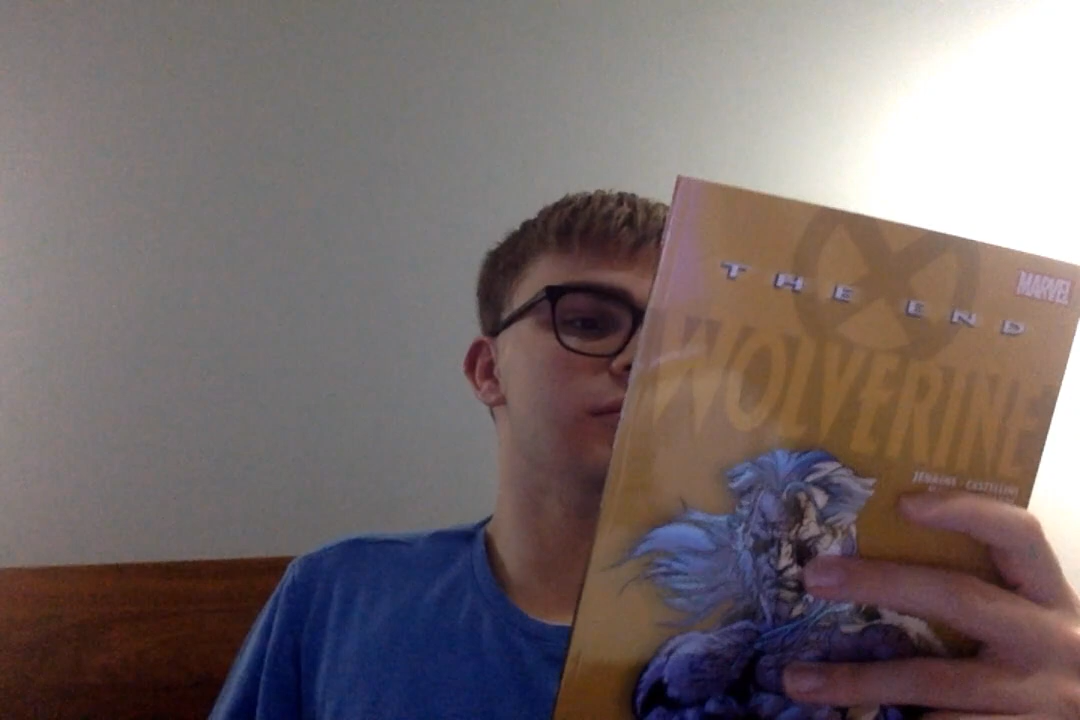 THE END
MARVEL
WOLVERINE
JENKINS · CASTELLINI